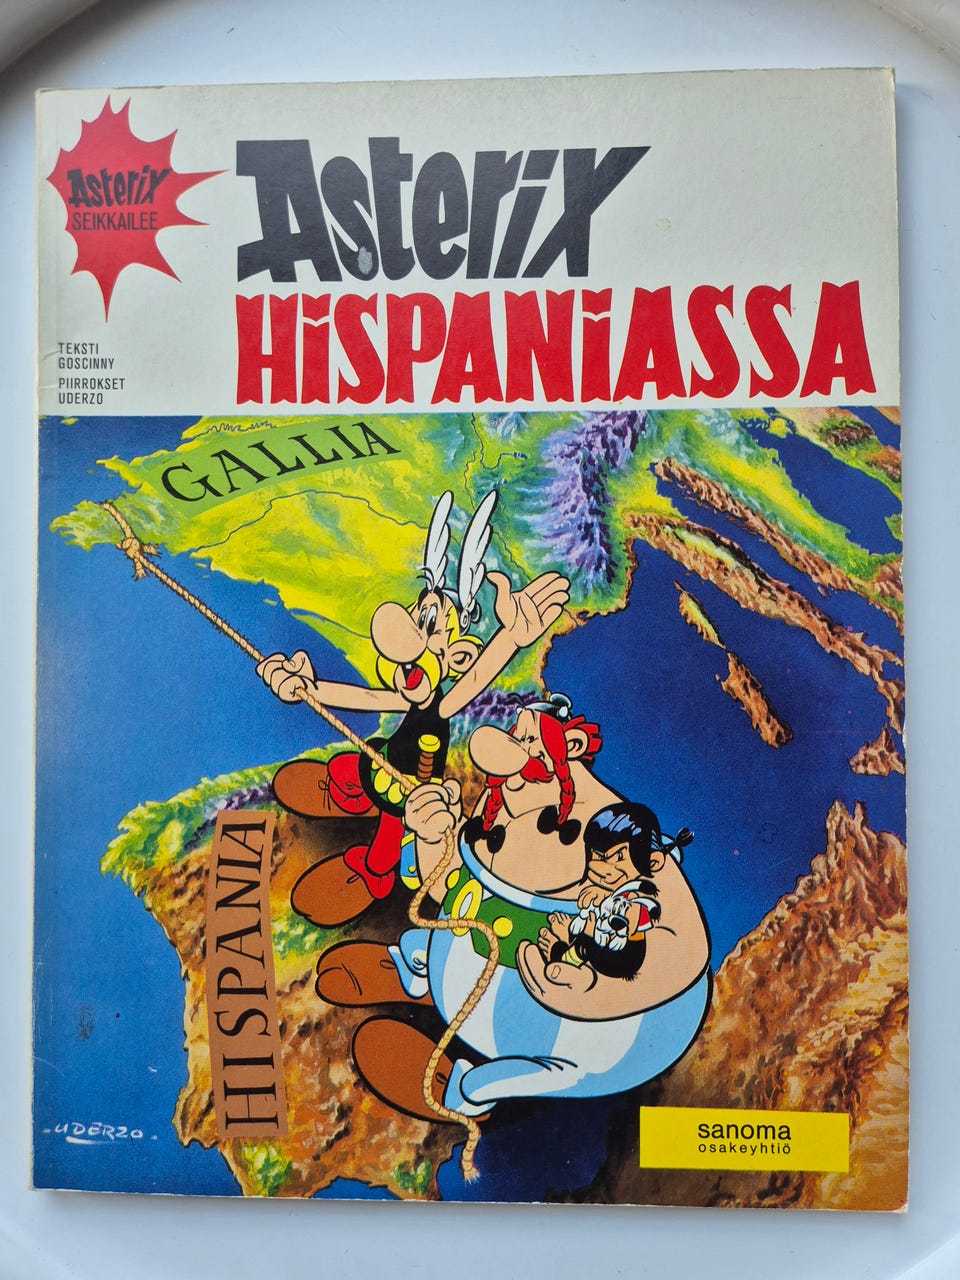 Asterix
SEIKKAILEE
Asterix
HISPANIASSA
TEKSTI
GOSCINNY
PIIRROKSET
UDERZO
GALLIA
HISPANIA
UDERZO
sanoma
osakeyhtiö